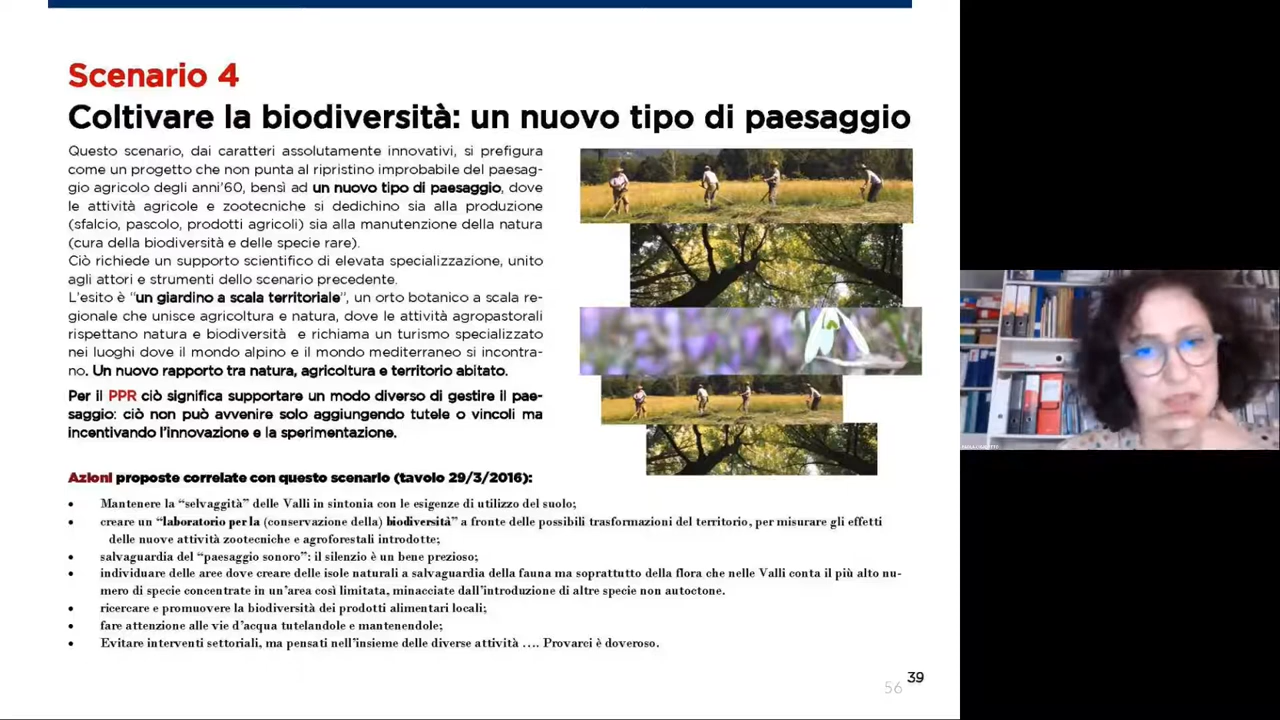 Scenario 4
Coltivare la biodiversità: un nuovo tipo di paesaggio
Questo scenario, dai caratteri assolutamente innovativi, si prefigura
come un progetto che non punta al ripristino improbabile del paesag-
gio agricolo degli anni'60, bensì ad un nuovo tipo di paesaggio, dove
le attività agricole e zootecniche si dedichino sia alla produzione
(sfalcio, pascolo, prodotti agricoli) sia alla manutenzione della natura
(cura della biodiversità e delle specie rare).
Ciò richiede un supporto scientifico di elevata specializzazione, unito
agli attori e strumenti dello scenario precedente.
L'esito è "un giardino a scala territoriale", un orto botanico a scala re-
gionale che unisce agricoltura e natura, dove le attività agropastorali
rispettano natura e biodiversità e richiama un turismo specializzato
nei luoghi dove il mondo alpino e il mondo mediterraneo si incontra-
no. Un nuovo rapporto tra natura, agricoltura e territorio abitato.
Per il PPR ciò significa supportare un modo diverso di gestire il pae-
saggio: ciò non può avvenire solo aggiungendo tutele o vincoli ma
incentivando l'innovazione e la sperimentazione.
Azioni proposte correlate con questo scenario (tavolo 29/3/2016):
• Mantenere la "selvaggità" delle Valli in sintonia con le esigenze di utilizzo del suolo;
• creare un "laboratorio per la (conservazione della) biodiversità" a fronte delle possibili trasformazioni del territorio, per misurare gli effetti
delle nuove attività zootecniche e agroforestali introdotte;
• salvaguardia del "paesaggio sonoro": il silenzio è un bene prezioso;
• individuare delle aree dove creare delle isole naturali a salvaguardia della fauna ma soprattutto della flora che nelle Valli conta il più alto nu-
mero di specie concentrate in un'area così limitata, minacciate dall'introduzione di altre specie non autoctone.
• ricercare e promuovere la biodiversità dei prodotti alimentari locali;
• fare attenzione alle vie d'acqua tutelandole e mantenendole;
• Evitare interventi settoriali, ma pensati nell'insieme delle diverse attività …. Provarci è doveroso.
39
56